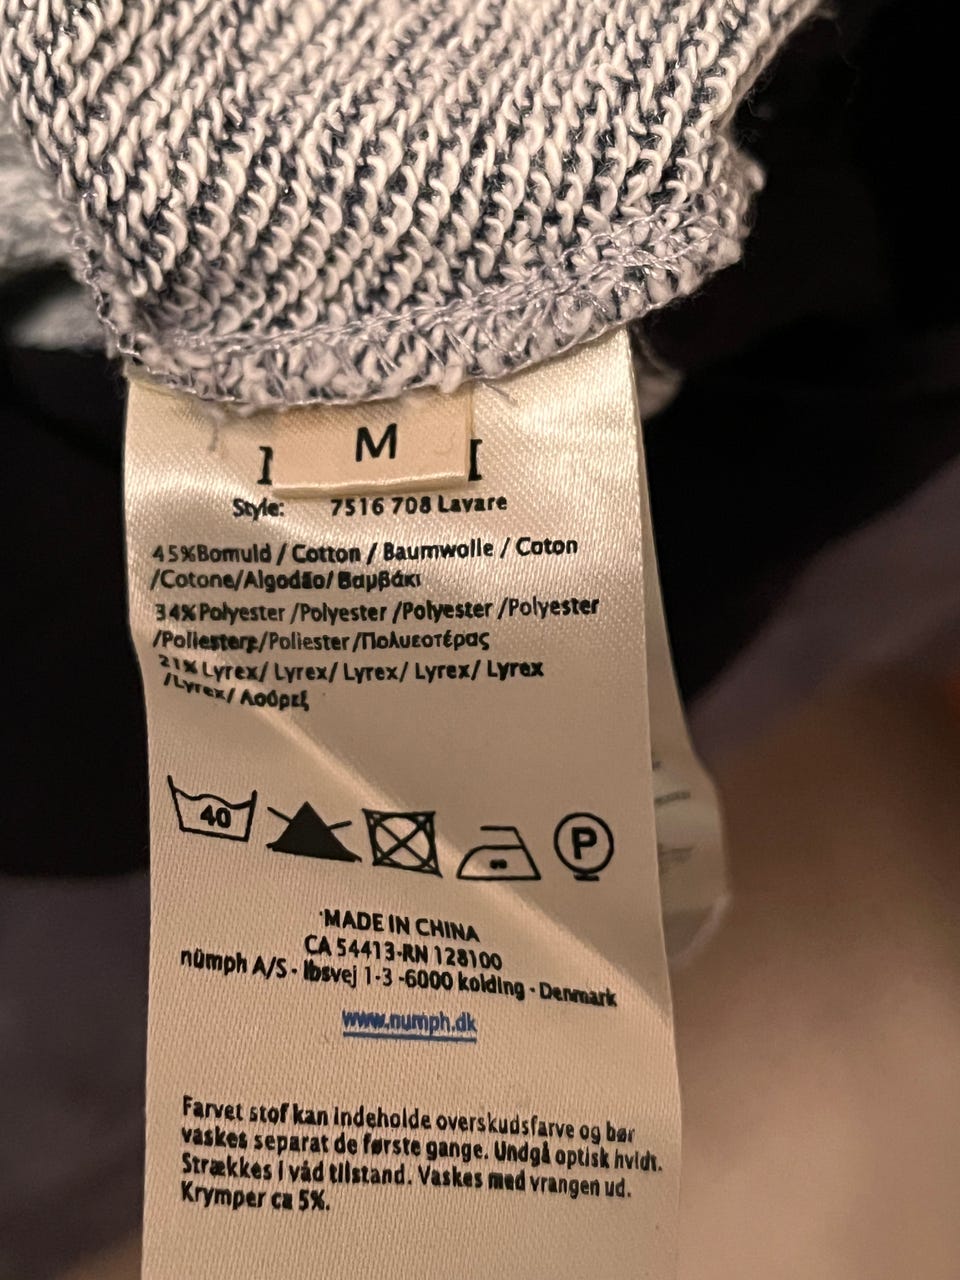 M
Style: 7516 708 Lavare
45%Bomuld / Cotton / Baumwolle / Coton
/Cotone/Algodão/ Βαμβάκι
34%Polyester /Polyester /Polyester /Polyester
/Poliestere/Poliester/Πολυεστέρας
21% Lyrex/ Lyrex/ Lyrex/ Lyrex/ Lyrex
/Lyrex/ Λοόρεξ
40
P
MADE IN CHINA
CA 54413-RN 128100
nümph A/S - Ibsvej 1-3 -6000 kolding - Denmark
www.numph.dk
Farvet stof kan indeholde overskudsfarve og bør
vaskes separat de første gange. Undgå optisk hvidt.
Strækkes i våd tilstand. Vaskes med vrangen ud.
Krymper ca 5%.